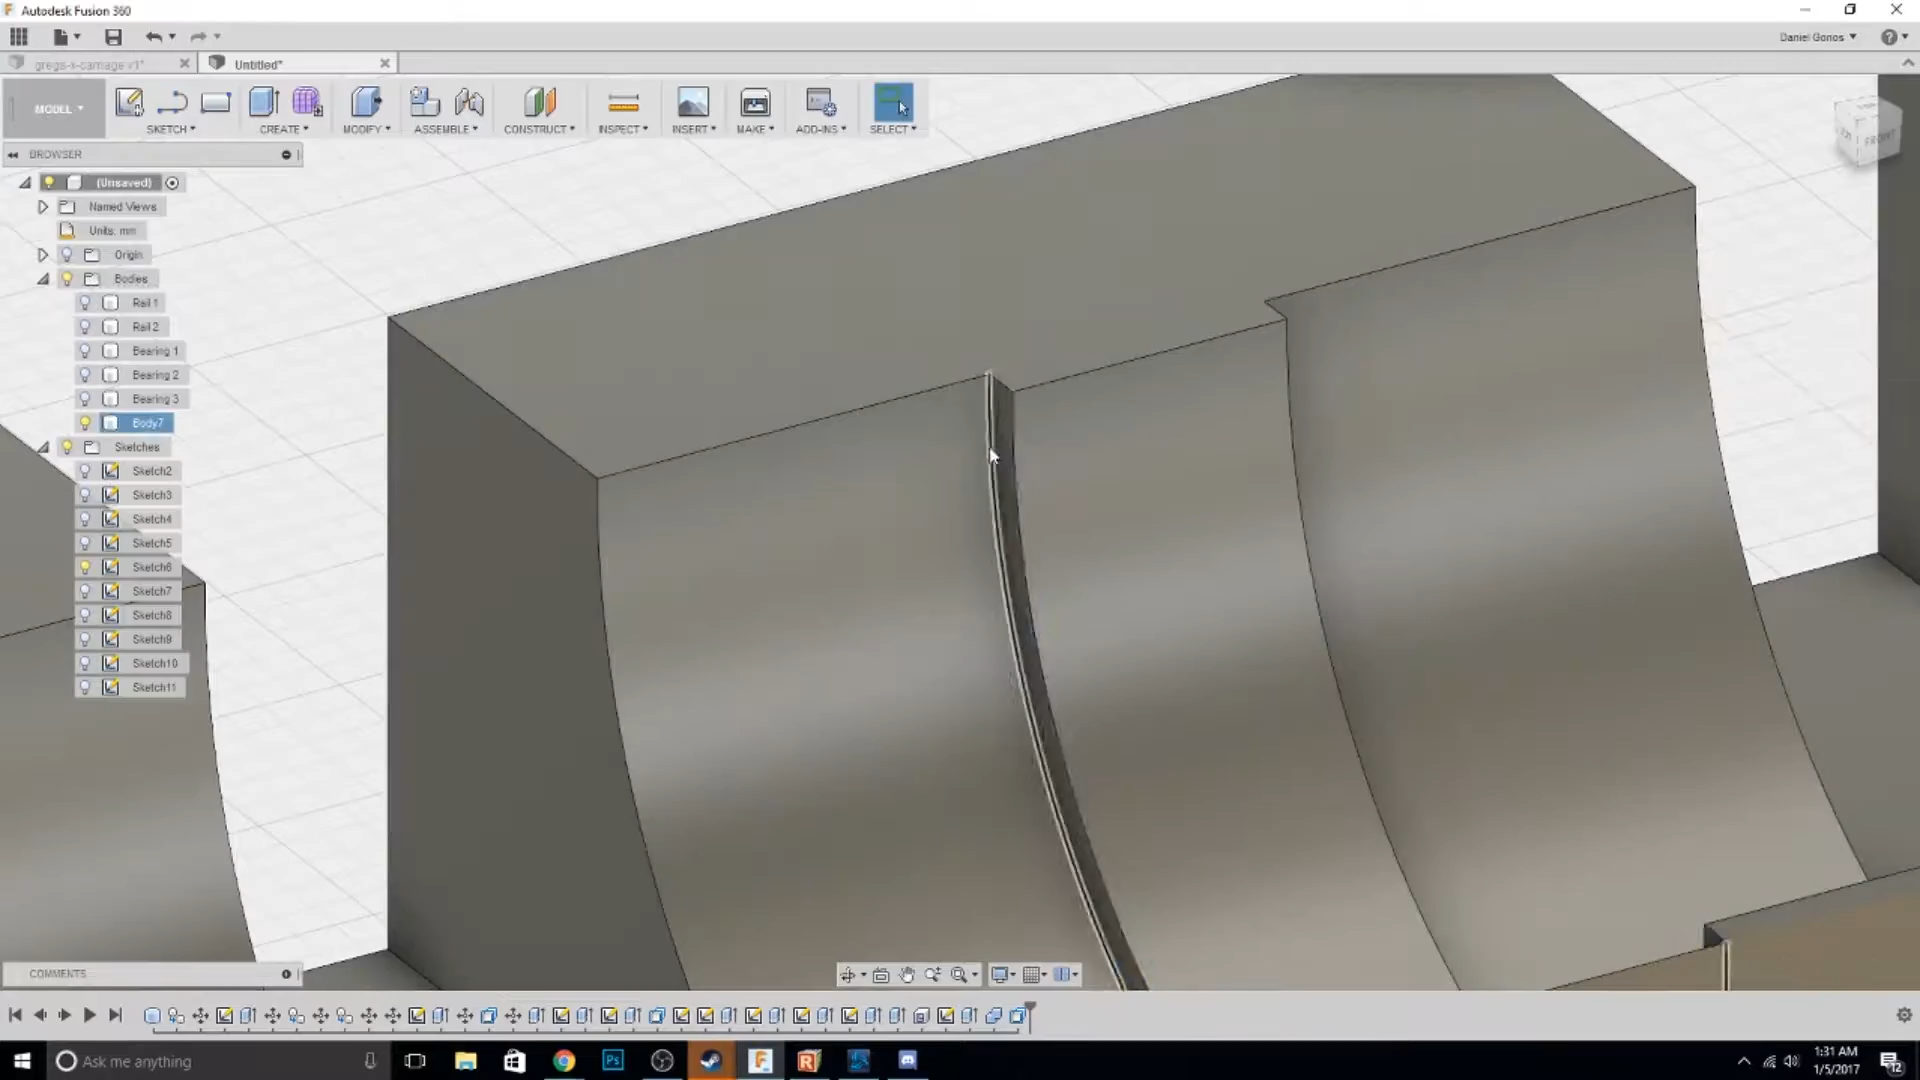 Autodesk Fusion 360
Daniel Gonos
gregs-x-carriage v1*
Untitled*
MODEL
SKETCH
CREATE
MODIFY
ASSEMBLE
CONSTRUCT
INSPECT
INSERT
MAKE
ADD-INS
SELECT
FRONT
BROWSER
(Unsaved)
Named Views
Units: mm
Origin
Bodies
Rail 1
Rail 2
Bearing 1
Bearing 2
Bearing 3
Body7
Sketches
Sketch2
Sketch3
Sketch4
Sketch5
Sketch6
Sketch7
Sketch8
Sketch9
Sketch10
Sketch11
COMMENTS
Ask me anything
Ps
1:31 AM
1/5/2017
12